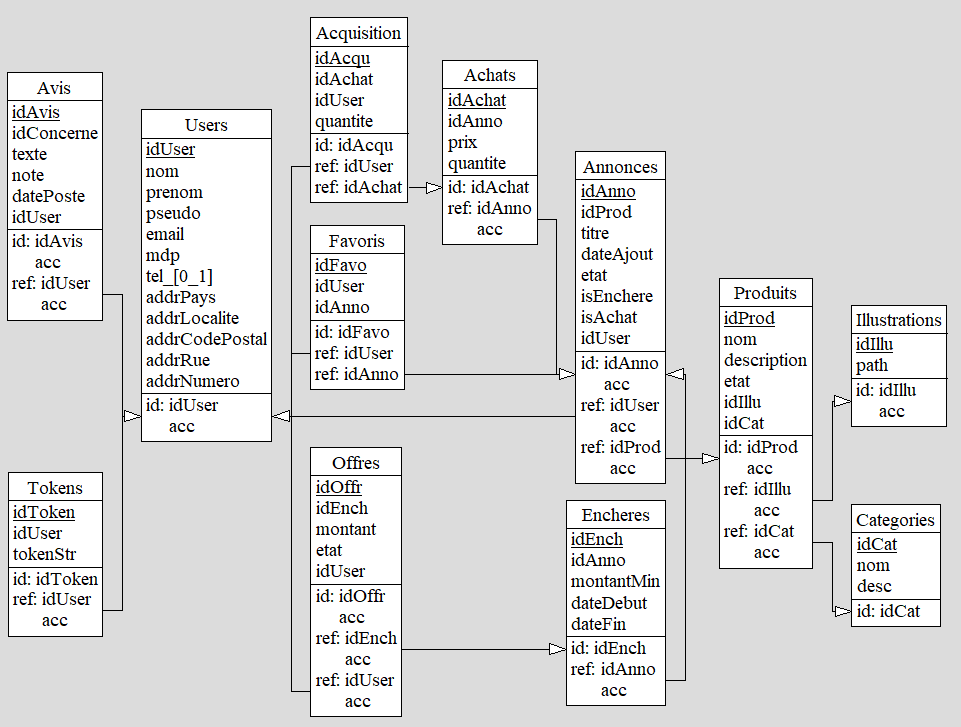 Avis
idAvis
idConcerne
texte
note
datePoste
idUser
id: idAvis
acc
ref: idUser
acc
Tokens
idToken
idUser
tokenStr
id: idToken
ref: idUser
acc
Users
idUser
nom
prenom
pseudo
email
mdp
tel_[0_1]
addrPays
addrLocalite
addrCodePostal
addrRue
addrNumero
id: idUser
acc
Acquisition
idAcqu
idAchat
idUser
quantite
id: idAcqu
ref: idUser
ref: idAchat
Favoris
idFavo
idUser
idAnno
id: idFavo
ref: idUser
ref: idAnno
Offres
idOffr
idEnch
montant
etat
idUser
id: idOffr
acc
ref: idEnch
acc
ref: idUser
acc
Achats
idAchat
idAnno
prix
quantite
id: idAchat
ref: idAnno
acc
Annonces
idAnno
idProd
titre
dateAjout
etat
isEnchere
isAchat
idUser
id: idAnno
acc
ref: idUser
acc
ref: idProd
acc
Encheres
idEnch
idAnno
montantMin
dateDebut
dateFin
id: idEnch
ref: idAnno
acc
Produits
idProd
nom
description
etat
idIllu
idCat
id: idProd
acc
ref: idIllu
acc
ref: idCat
acc
Illustrations
idIllu
path
id: idIllu
acc
Categories
idCat
nom
desc
id: idCat